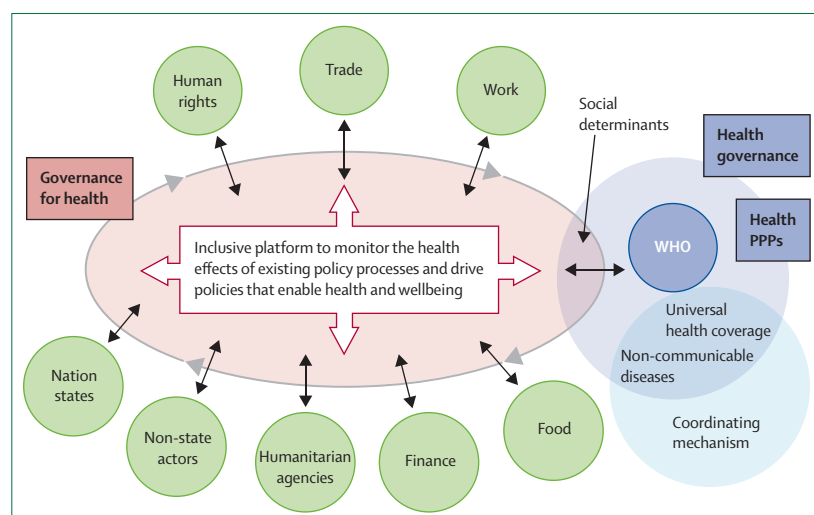 Human
rights
Trade
Work
Social
determinants
Health
governance
Governance
for health
Health
PPPs
WHO
Inclusive platform to monitor the health
effects of existing policy processes and drive
policies that enable health and wellbeing
Universal
health coverage
Non-communicable
diseases
Nation
states
Non-state
actors
Humanitarian
agencies
Finance
Food
Coordinating
mechanism